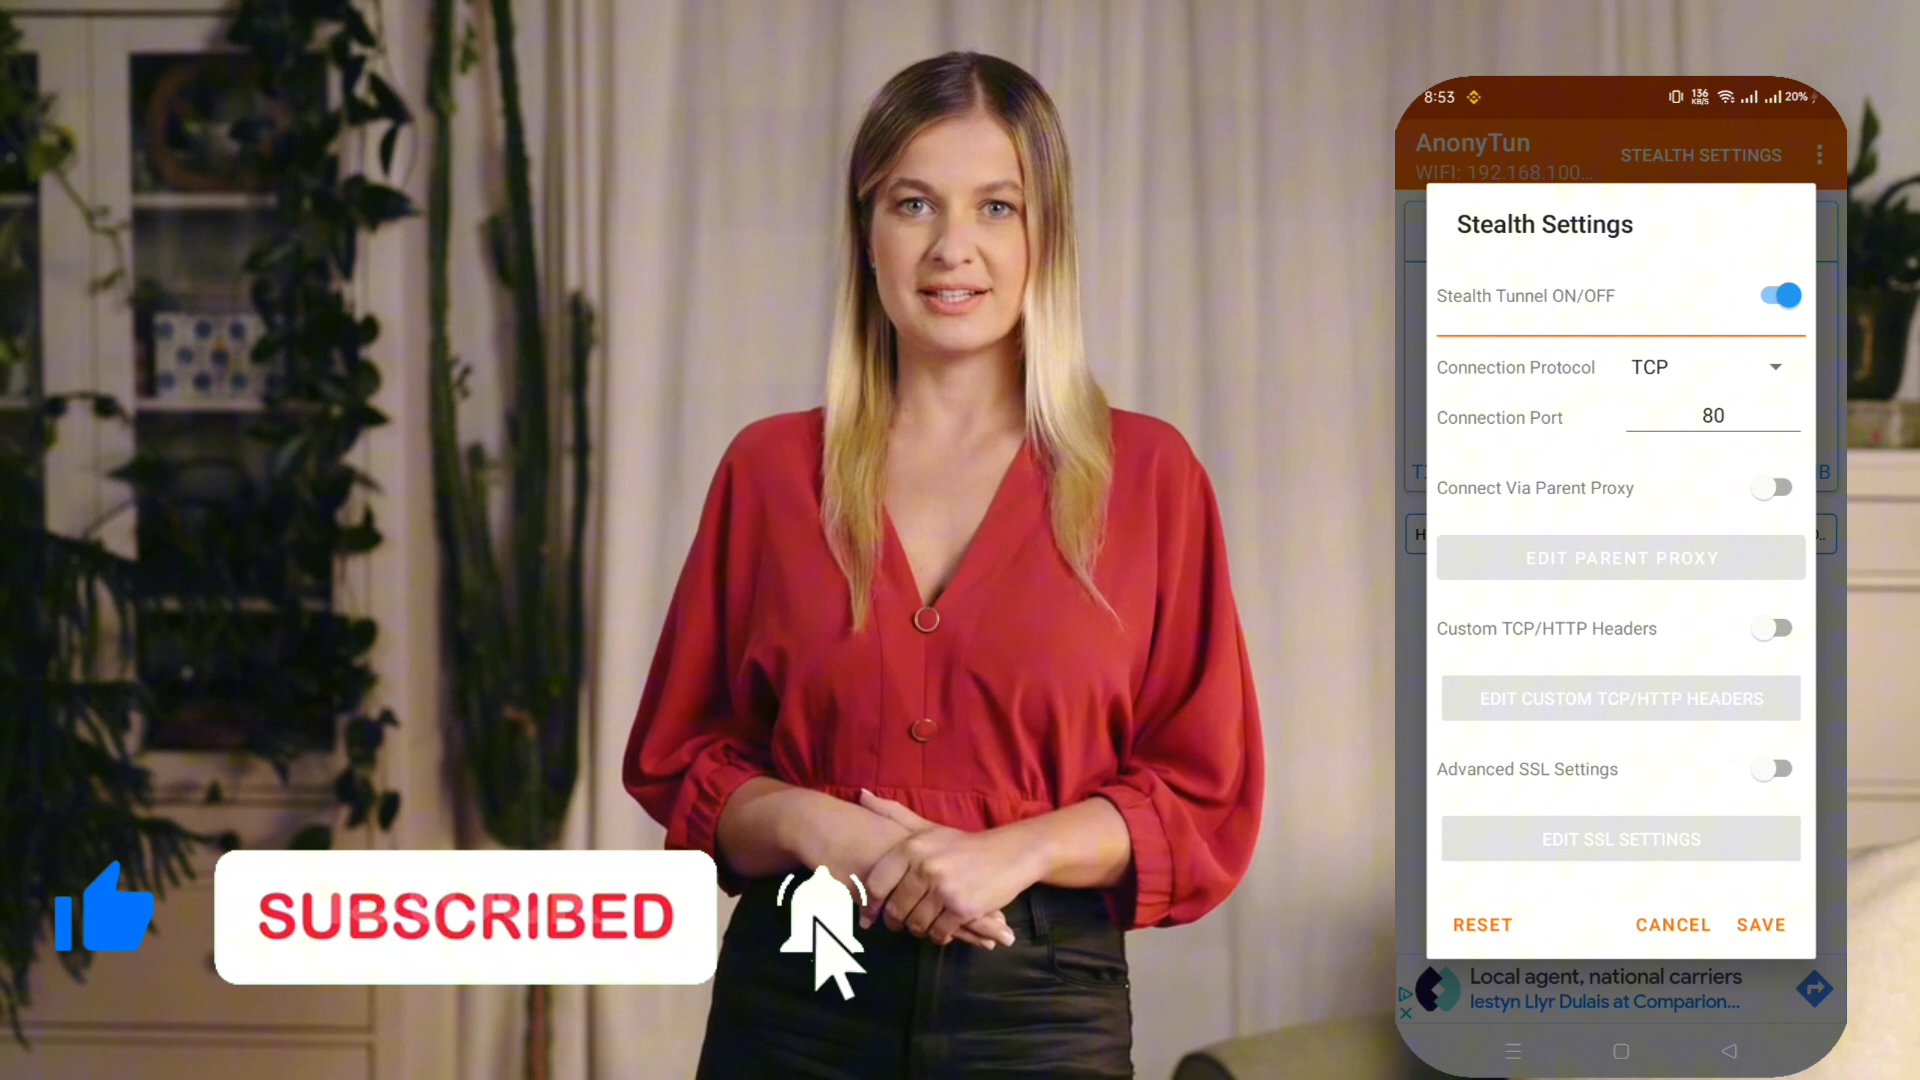 SUBSCRIBED
8:53
136
KB/S
20%
AnonyTun
WIFI: 192.168.100...
STEALTH SETTINGS
Stealth Settings
Stealth Tunnel ON/OFF
Connection Protocol TCP
Connection Port 80
Connect Via Parent Proxy
EDIT PARENT PROXY
Custom TCP/HTTP Headers
EDIT CUSTOM TCP/HTTP HEADERS
Advanced SSL Settings
EDIT SSL SETTINGS
RESET CANCEL SAVE
Local agent, national carriers
Iestyn Llyr Dulais at Comparion...